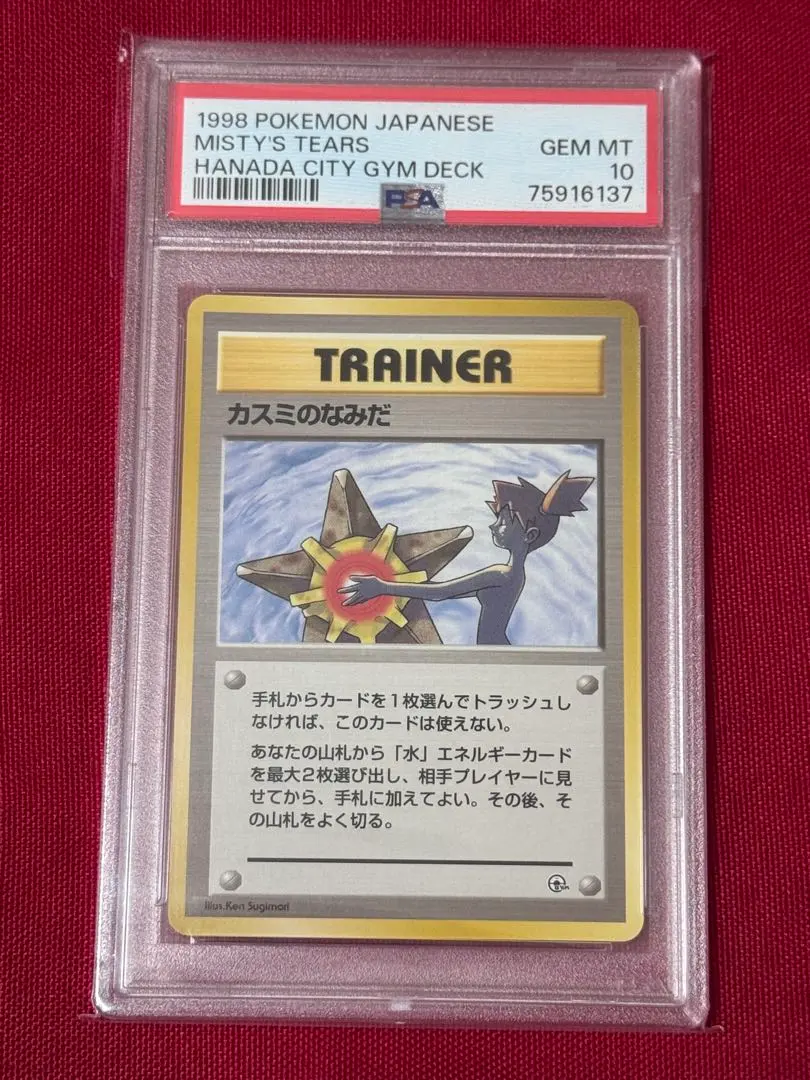 1998 POKEMON JAPANESE
MISTY'S TEARS
GEM MT
HANADA CITY GYM DECK
10
PSA
75916137
TRAINER
カスミのなみだ
手札からカードを1枚選んでトラッシュし
なければ、このカードは使えない。
あなたの山札から「水」エネルギーカード
を最大2枚選び出し、相手プレイヤーに見
せてから、手札に加えてよい。その後、そ
の山札をよく切る。
Illus. Ken Sugimori